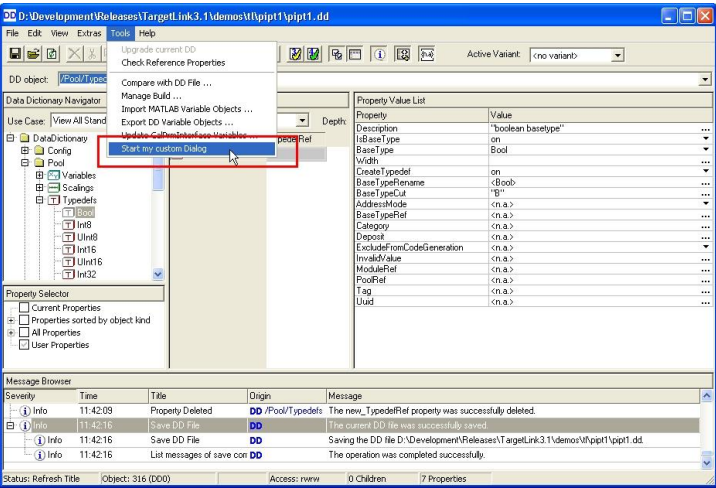 DD D:\Development\Releases\TargetLink3.1\demos\tl\pipt1\pipt1.dd
File Edit View Extras Tools Help
Active Variant: <no variant>
Upgrade current DD
Check Reference Properties
Compare with DD File ...
Manage Build ...
Import MATLAB Variable Objects ...
Export DD Variable Objects ...
Start my custom Dialog
DD object: /Pool/Typed
Data Dictionary Navigator
Use Case: View All Stand
Depth:
DataDictionary
Config
Pool
Variables
Scalings
Typedefs
Bool
Int8
UInt8
Int16
UInt16
Int32
Property Selector
Current Properties
Properties sorted by object kind
All Properties
User Properties
Property Value List
Property Value
Description "boolean basetype"
IsBaseType on
BaseType Bool
Width
CreateTypedef on
BaseTypeRename <Bool>
BaseTypeCut "B"
AddressMode <n.a.>
BaseTypeRef <n.a.>
Category <n.a.>
Deposit <n.a.>
ExcludeFromCodeGeneration <n.a.>
InvalidValue <n.a.>
ModuleRef <n.a.>
PoolRef <n.a.>
Tag <n.a.>
Uuid <n.a.>
Message Browser
Severity Time Title Origin Message
Info 11:42:09 Property Deleted DD /Pool/Typedefs The new_TypedefRef property was successfully deleted.
Info 11:42:16 Save DD File DD The current DD file was successfully saved.
Info 11:42:16 Save DD File DD Saving the DD file D:\Development\Releases\TargetLink3.1\demos\tl\pipt1\pipt1.dd.
Info 11:42:16 List messages of save con DD The operation was completed successfully.
Status: Refresh Title Object: 316 (DD0) Access: rwrw 0 Children 7 Properties